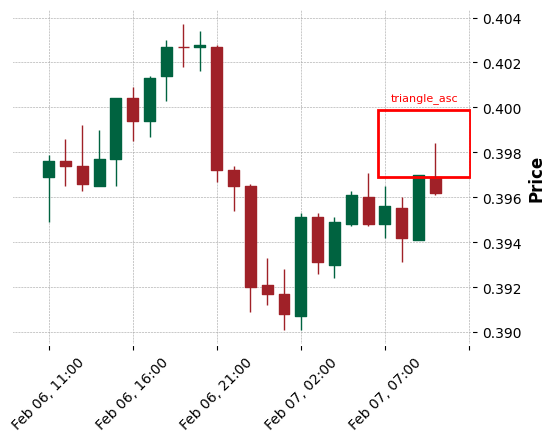 triangle_asc
0.404
0.402
0.400
0.398
0.396
0.394
0.392
0.390
Price
Feb 06, 11:00
Feb 06, 16:00
Feb 06, 21:00
Feb 07, 02:00
Feb 07, 07:00